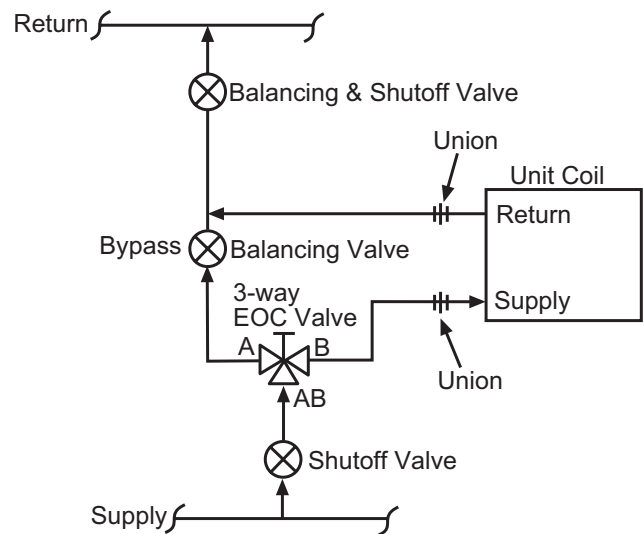 Return
Balancing & Shutoff Valve
Union
Unit Coil
Return
Bypass
Balancing Valve
3-way
EOC Valve
Supply
A
B
Union
AB
Shutoff Valve
Supply